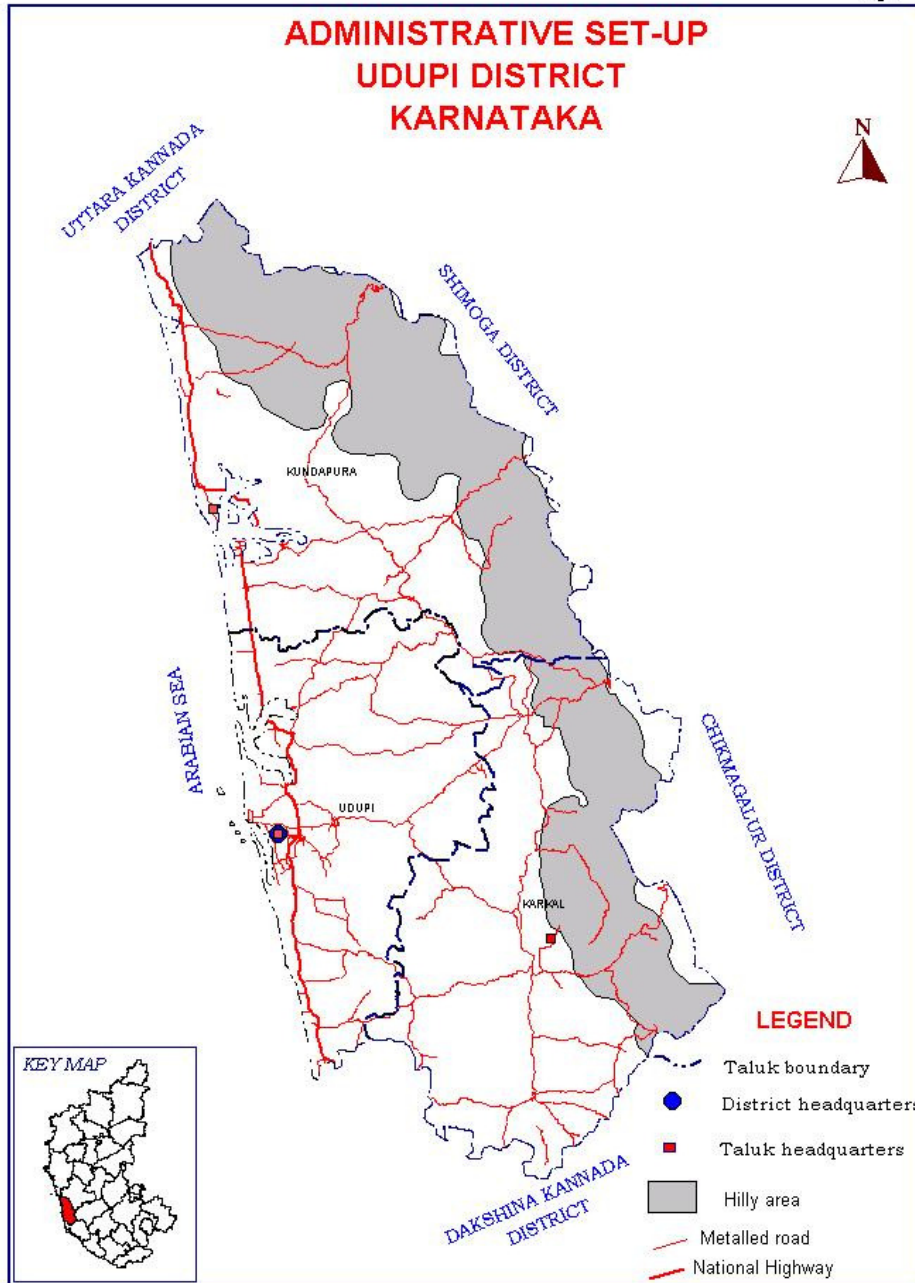 ADMINISTRATIVE SET-UP
UDUPI DISTRICT
KARNATAKA
N
UTTARA KANNADA
DISTRICT
SHIMOGA DISTRICT
KUNDAPURA
ARABIAN SEA
CHIKMAGALUR DISTRICT
UDUPI
KARKAL
DAKSHINA KANNADA
DISTRICT
LEGEND
Taluk boundary
District headquarters
Taluk headquarters
Hilly area
Metalled road
National Highway
KEY MAP